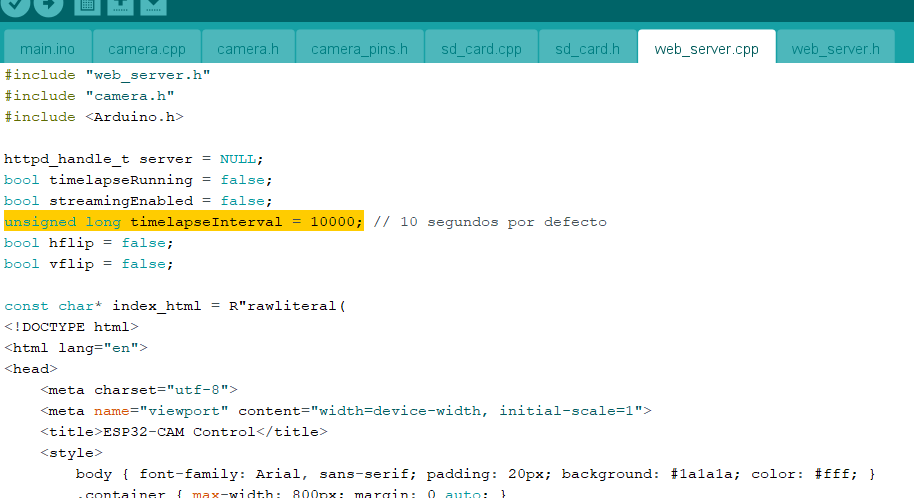 main.ino camera.cpp camera.h camera_pins.h sd_card.cpp sd_card.h web_server.cpp web_server.h
#include "web_server.h"
#include "camera.h"
#include <Arduino.h>
httpd_handle_t server = NULL;
bool timelapseRunning = false;
bool streamingEnabled = false;
unsigned long timelapseInterval = 10000; // 10 segundos por defecto
bool hflip = false;
bool vflip = false;
const char* index_html = R"rawliteral(
<!DOCTYPE html>
<html lang="en">
<head>
    <meta charset="utf-8">
    <meta name="viewport" content="width=device-width, initial-scale=1">
    <title>ESP32-CAM Control</title>
    <style>
        body { font-family: Arial, sans-serif; padding: 20px; background: #1a1a1a; color: #fff; }
        .container { max-width: 800px; margin: 0 auto; }